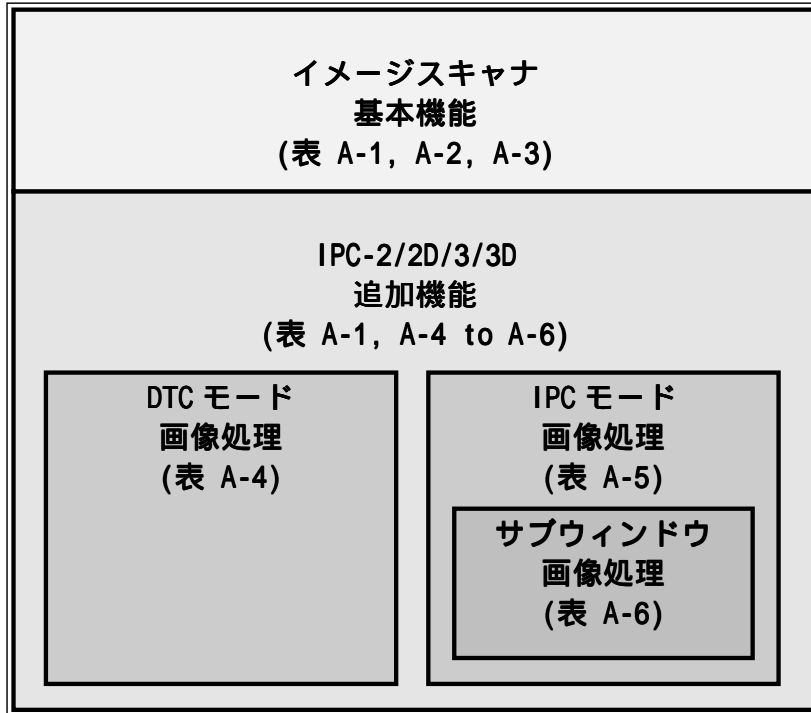 イメージスキャナ
基本機能
(表 A-1, A-2, A-3)
IPC-2/2D/3/3D
追加機能
(表 A-1, A-4 to A-6)
DTC モード
画像処理
(表 A-4)
IPC モード
画像処理
(表 A-5)
サブウィンドウ
画像処理
(表 A-6)